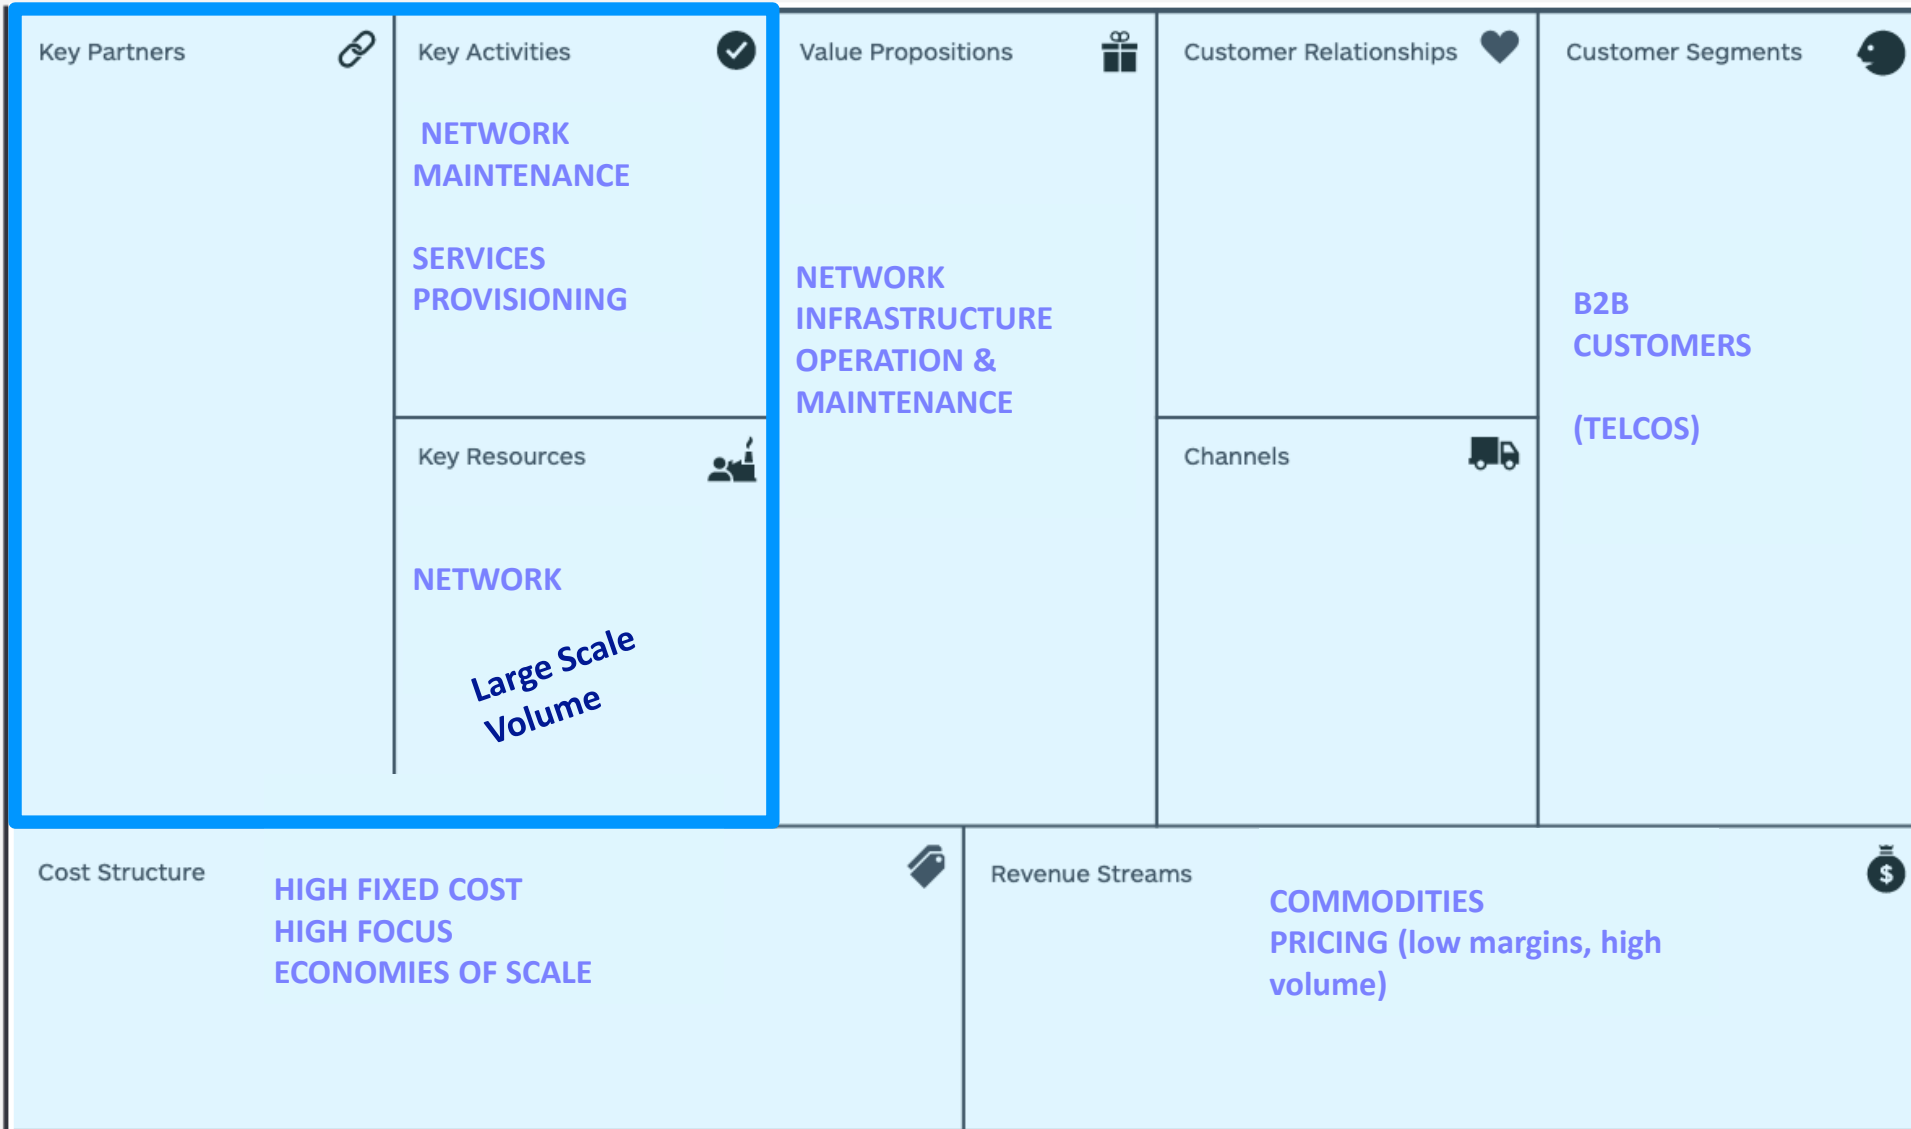 Key Partners
Key Activities
NETWORK
MAINTENANCE
SERVICES
PROVISIONING
Key Resources
NETWORK
Large Scale
Volume
Value Propositions
NETWORK
INFRASTRUCTURE
OPERATION &
MAINTENANCE
Customer Relationships
Channels
Customer Segments
B2B
CUSTOMERS
(TELCOS)
Cost Structure
HIGH FIXED COST
HIGH FOCUS
ECONOMIES OF SCALE
Revenue Streams
$
COMMODITIES
PRICING (low margins, high
volume)